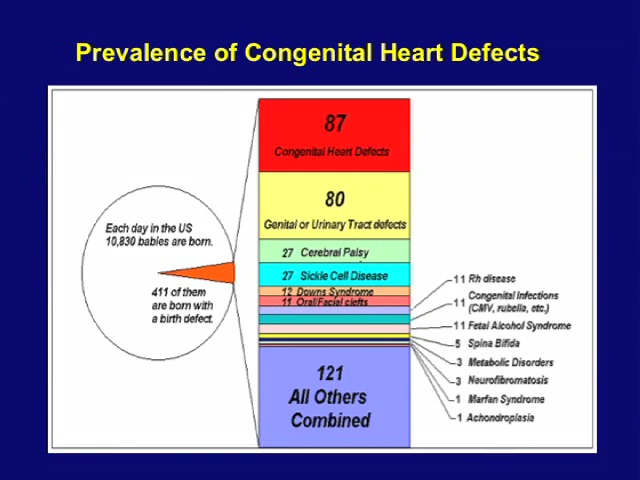 Prevalence of Congenital Heart Defects
87
Congenital Heart Defects
80
Genital or Urinary Tract defects
27 Cerebral Palsy
27 Sickle Cell Disease
12 Downs Syndrome
11 Oral/Facial clefts
Each day in the US
10,830 babies are born.
411 of them
are born with
a birth defect.
11 Rh disease
11 Congenital Infections
(CMV, rubella, etc.)
11 Fetal Alcohol Syndrome
5 Spina Bifida
3 Metabolic Disorders
3 Neurofibromatosis
1 Marfan Syndrome
1 Achondroplasia
121
All Others
Combined